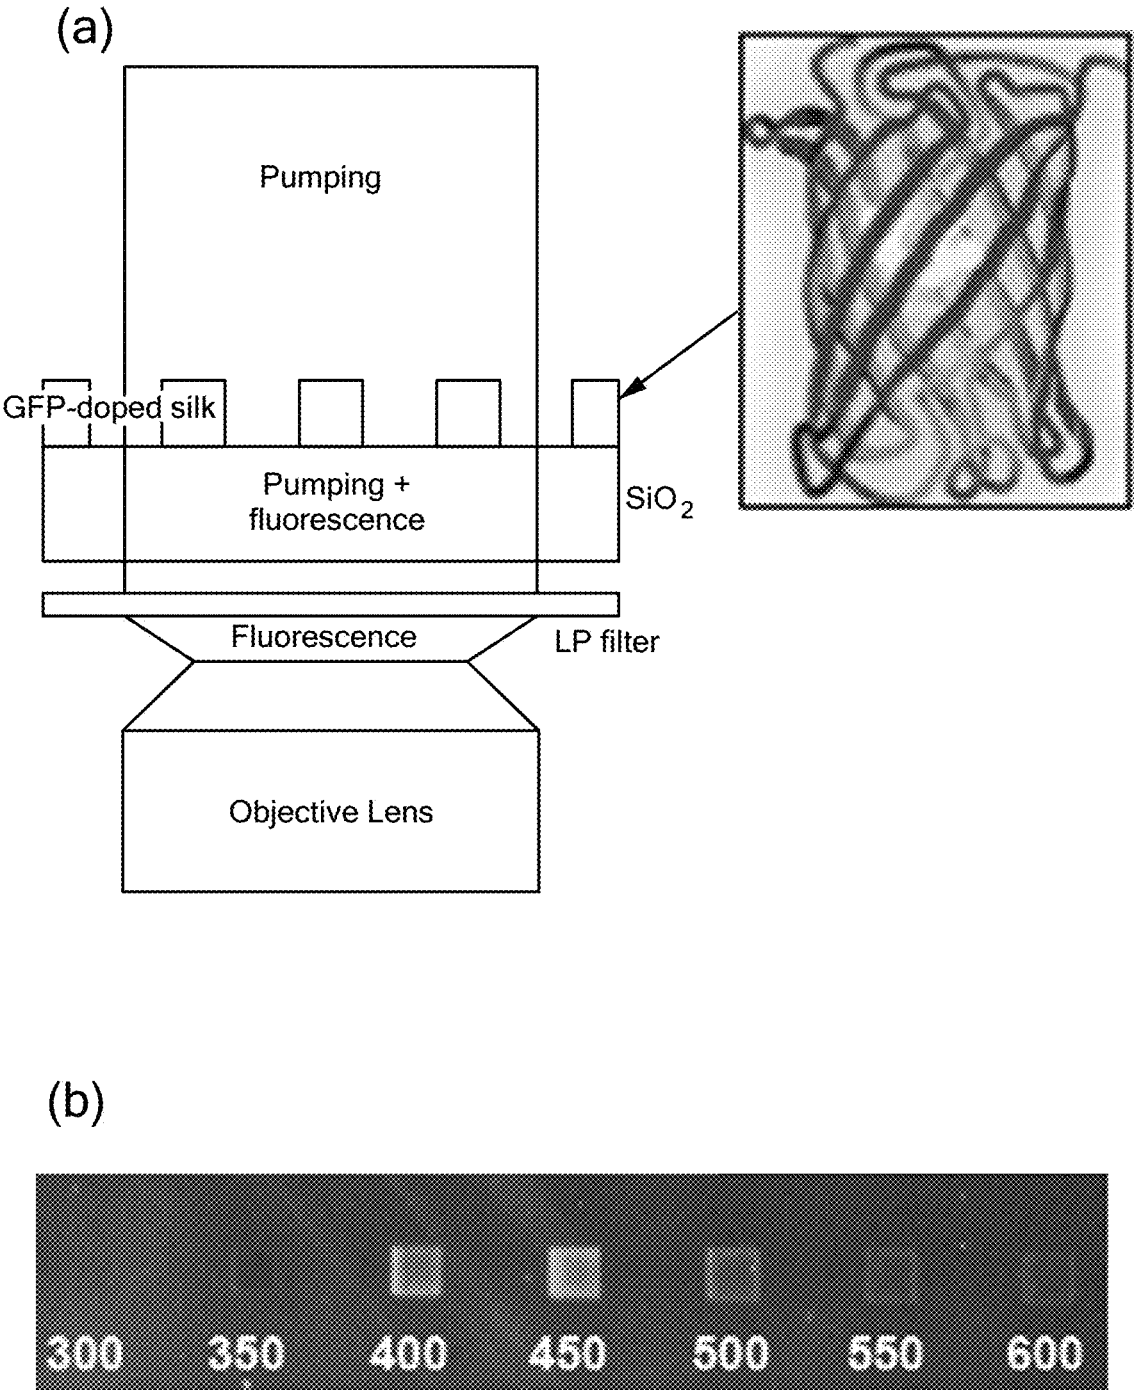 (a)
Pumping
GFP-doped silk
Pumping +
fluorescence
SiO2
Fluorescence
LP filter
Objective Lens
(b)
300 350 400 450 500 550 600